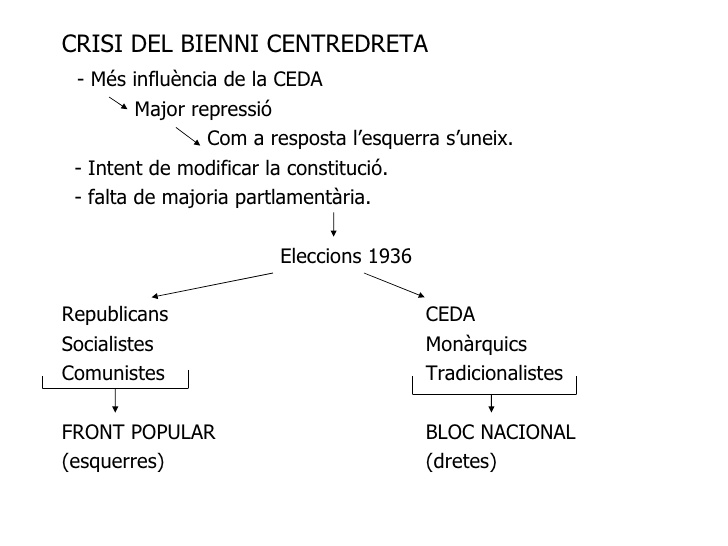 CRISI DEL BIENNI CENTREDRETA
- Més influència de la CEDA
Major repressió
Com a resposta l’esquerra s’uneix.
- Intent de modificar la constitució.
- falta de majoria partlamentària.
Eleccions 1936
Republicans
Socialistes
Comunistes
FRONT POPULAR
(esquerres)
CEDA
Monàrquics
Tradicionalistes
BLOC NACIONAL
(dretes)